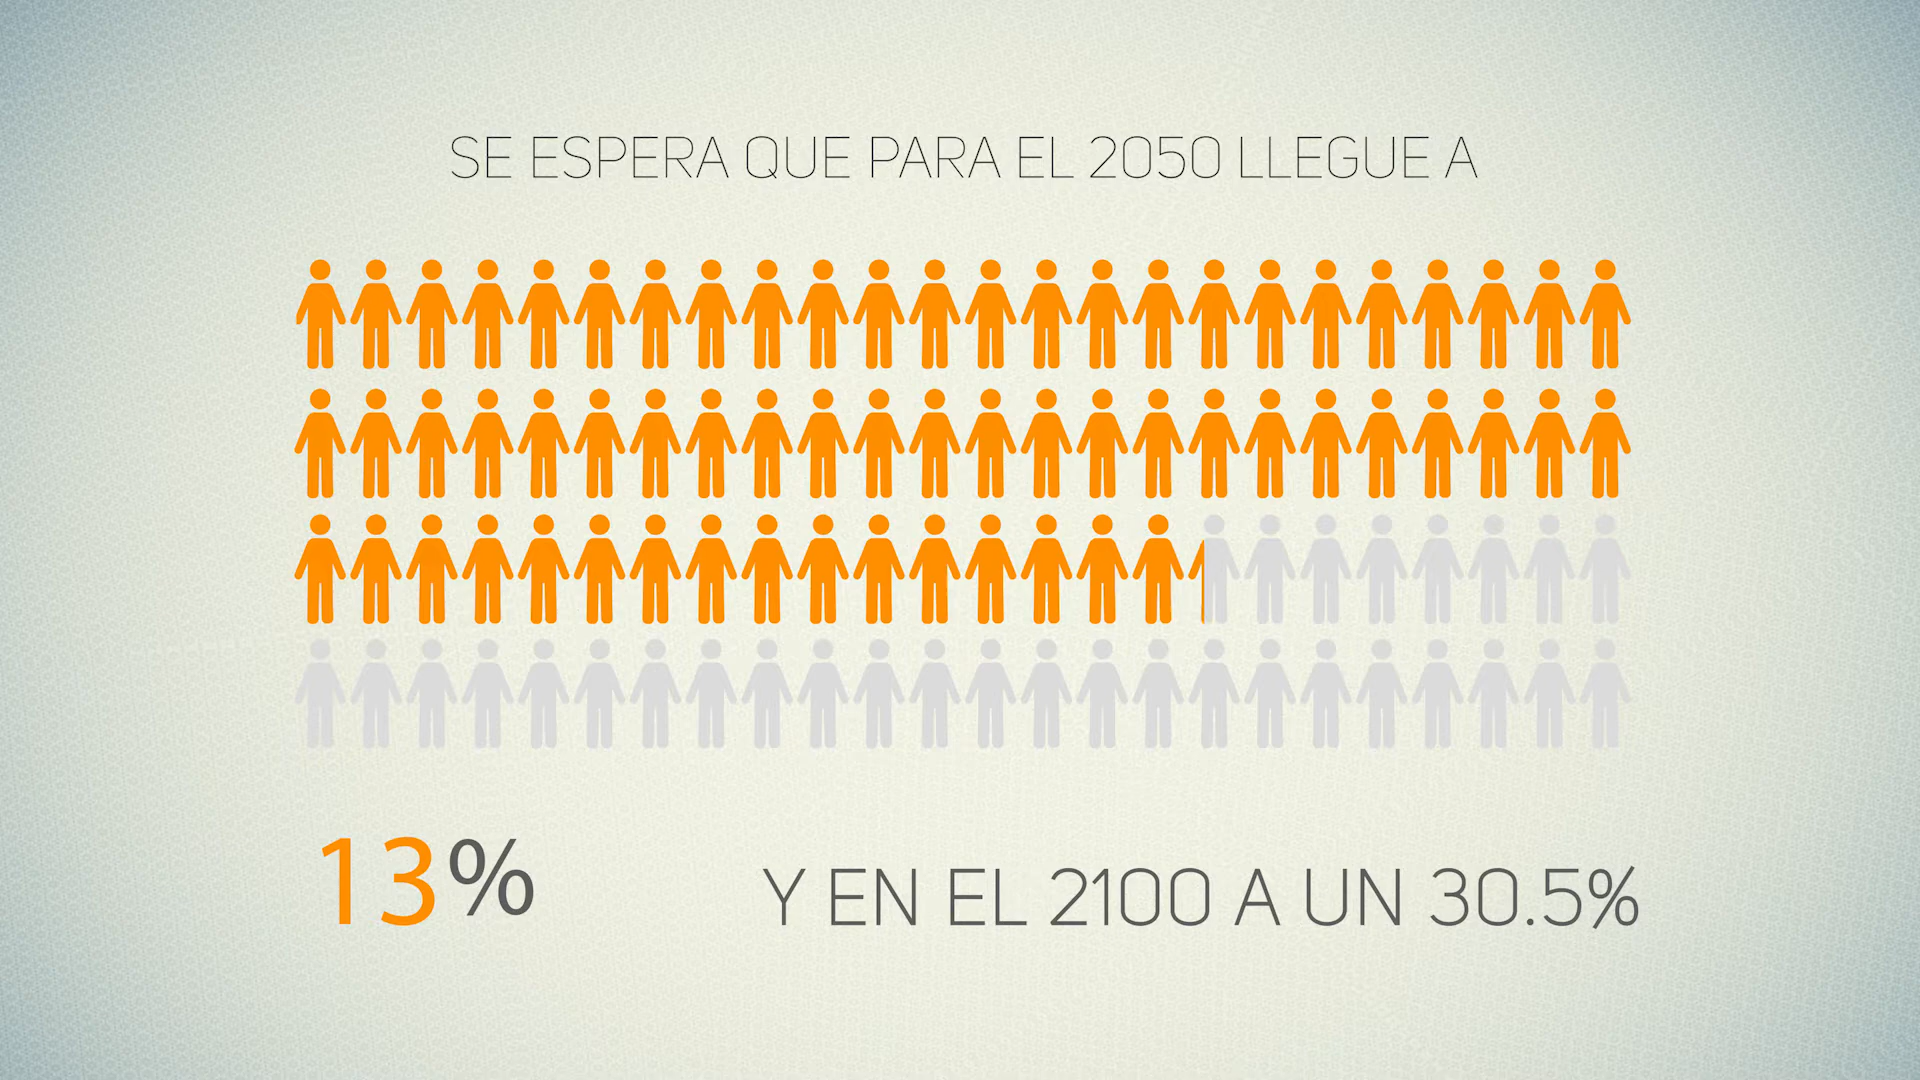 SE ESPERA QUE PARA EL 2050 LLEGUE A
13%
Y EN EL 2100 A UN 30.5%